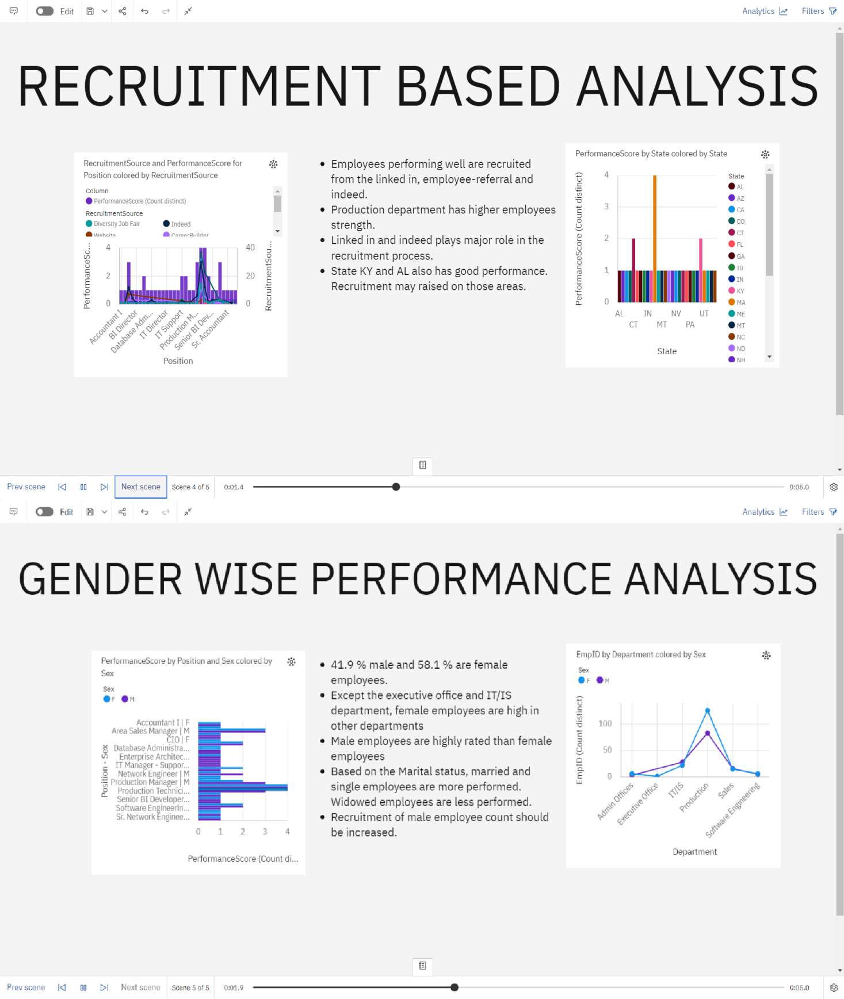 Edit
Analytics
Filters
RECRUITMENT BASED ANALYSIS
RecruitmentSource and PerformanceScore for
Position colored by RecruitmentSource
Column
PerformanceScore (Count distinct)
RecruitmentSource
Diversity Job Fair
Indeed
Website
CareerBuilder
PerformanceSc...
4
2
0
40
20
0
RecruitmentSou...
Accountant I
BI Director
Database Adm...
IT Director
IT Support
Production M...
Senior BI Dev...
Sr. Accountant
Position
• Employees performing well are recruited
from the linked in, employee-referral and
indeed.
• Production department has higher employees
strength.
• Linked in and indeed plays major role in the
recruitment process.
• State KY and AL also has good performance.
Recruitment may raised on those areas.
PerformanceScore by State colored by State
PerformanceScore (Count distinct)
4
3
2
1
0
AL
CT
IN
MT
NV
PA
UT
State
State
AL
AZ
CA
CO
CT
FL
GA
ID
IN
KY
MA
ME
MT
NC
ND
NH
Prev scene
Next scene
Scene 4 of 5
0:01.4
0:05.0
Edit
Analytics
Filters
GENDER WISE PERFORMANCE ANALYSIS
PerformanceScore by Position and Sex colored by
Sex
Sex
F
M
Position - Sex
Accountant I | F
Area Sales Manager | M
CIO | F
Database Administra...
Enterprise Architec...
IT Manager - Suppor...
Network Engineer | M
Production Manager | M
Production Technici...
Senior BI Developer...
Software Engineerin...
Sr. Network Enginee...
0 1 2 3 4
PerformanceScore (Count di...
• 41.9 % male and 58.1 % are female
employees.
• Except the executive office and IT/IS
department, female employees are high in
other departments
• Male employees are highly rated than female
employees
• Based on the Marital status, married and
single employees are more performed.
Widowed employees are less performed.
• Recruitment of male employee count should
be increased.
EmpID by Department colored by Sex
Sex
F
M
EmpID (Count distinct)
100
50
0
Admin Offices
Executive Office
IT/IS
Production
Sales
Software Engineering
Department
Prev scene
Next scene
Scene 5 of 5
0:01.9
0:05.0